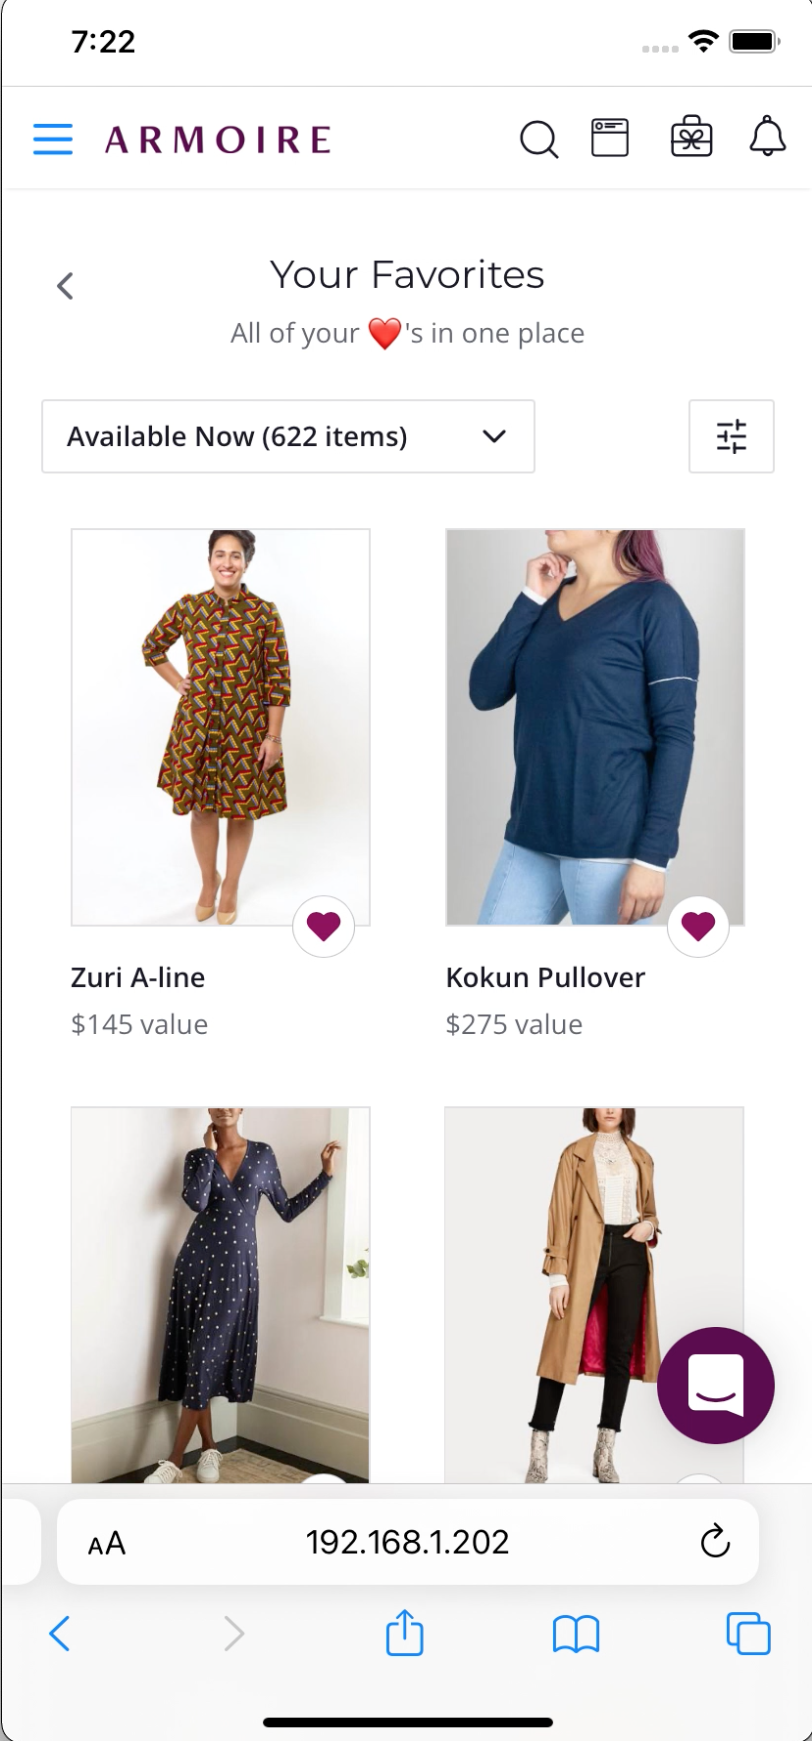 7:22
ARMOIRE
Your Favorites
All of your ❤️'s in one place
Available Now (622 items)
Zuri A-line
$145 value
Kokun Pullover
$275 value
AA
192.168.1.202